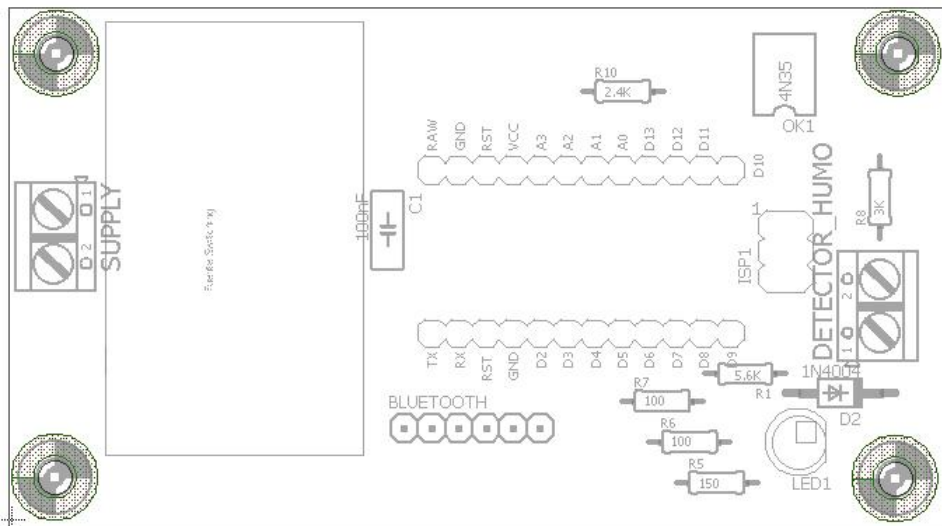 R10
2.4K
4N35
OK1
RAW
GND
RST
VCC
A3
A2
A1
A0
D13
D12
D11
D10
SUPPLY
1
2
100nF
C1
Fuente Switching
1
ISP1
DETECTOR_HUMO
R8
3K
2
1
TX
RX
RST
GND
D2
D3
D4
D5
D6
D7
D8
D9
5.6K
R1
1N4004
D2
R7
100
BLUETOOTH
R6
100
R5
150
LED1